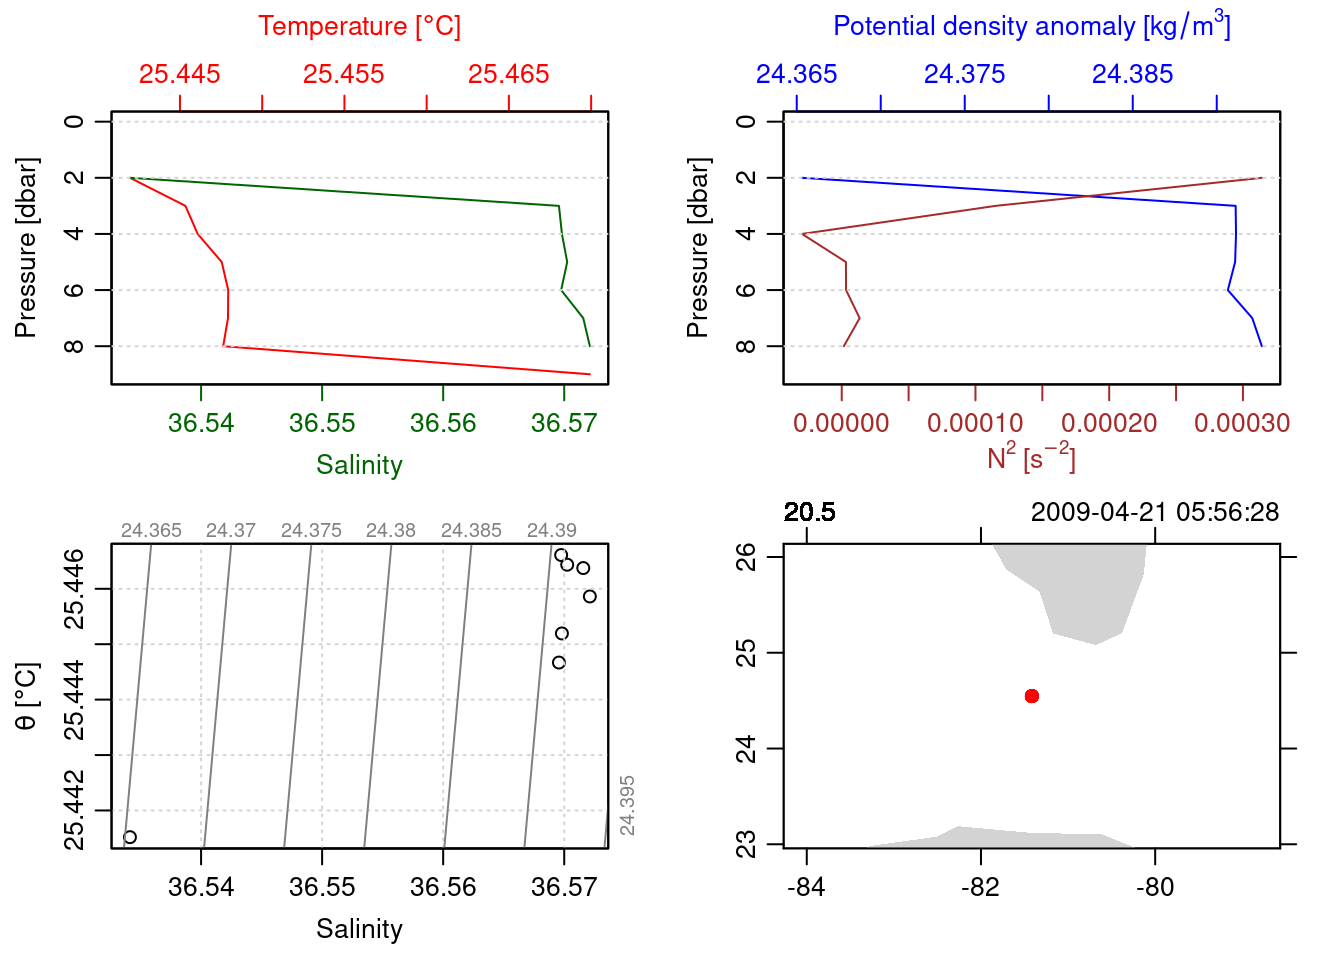 Temperature [°C]
25.445 25.455 25.465
Pressure [dbar]
0
2
4
6
8
36.54 36.55 36.56 36.57
Salinity
Potential density anomaly [kg/m³]
24.365 24.375 24.385
Pressure [dbar]
0
2
4
6
8
0.00000 0.00010 0.00020 0.00030
N² [s⁻²]
24.365 24.37 24.375 24.38 24.385 24.39
θ [°C]
25.446
25.444
25.442
24.395
36.54 36.55 36.56 36.57
Salinity
20.5 2009-04-21 05:56:28
26
25
24
23
-84 -82 -80